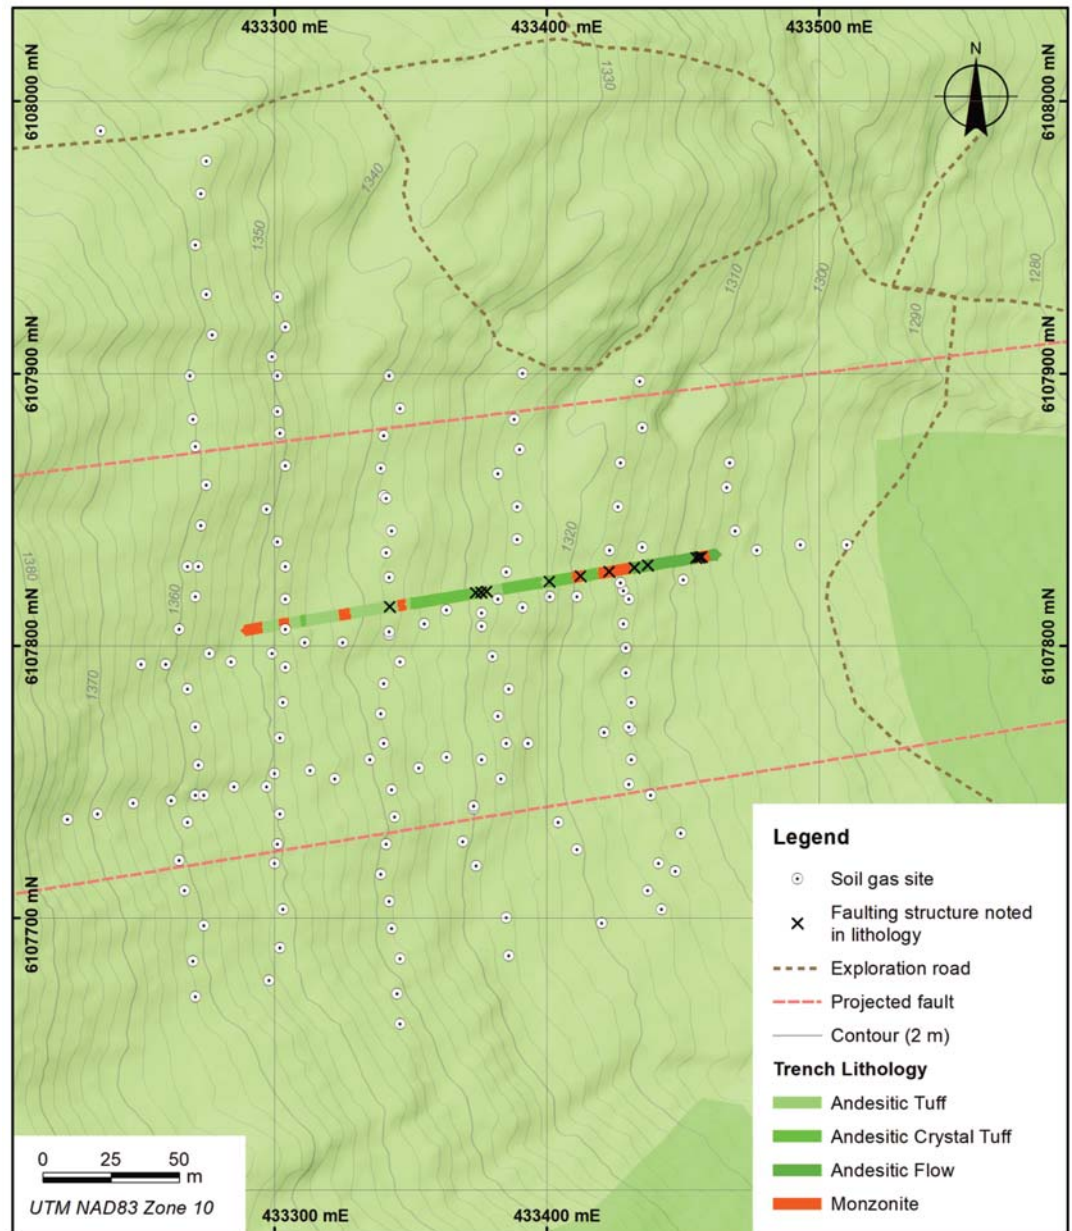 433300 mE
433400 mE
433500 mE
6108000 mN
6108000 mN
N
1330
1340
1350
1310
1300
1280
1290
6107900 mN
6107900 mN
1320
1380
1360
1370
6107800 mN
6107800 mN
6107700 mN
Legend
Soil gas site
Faulting structure noted
in lithology
Exploration road
Projected fault
Contour (2 m)
Trench Lithology
Andesitic Tuff
Andesitic Crystal Tuff
Andesitic Flow
Monzonite
0 25 50
m
UTM NAD83 Zone 10
433300 mE
433400 mE